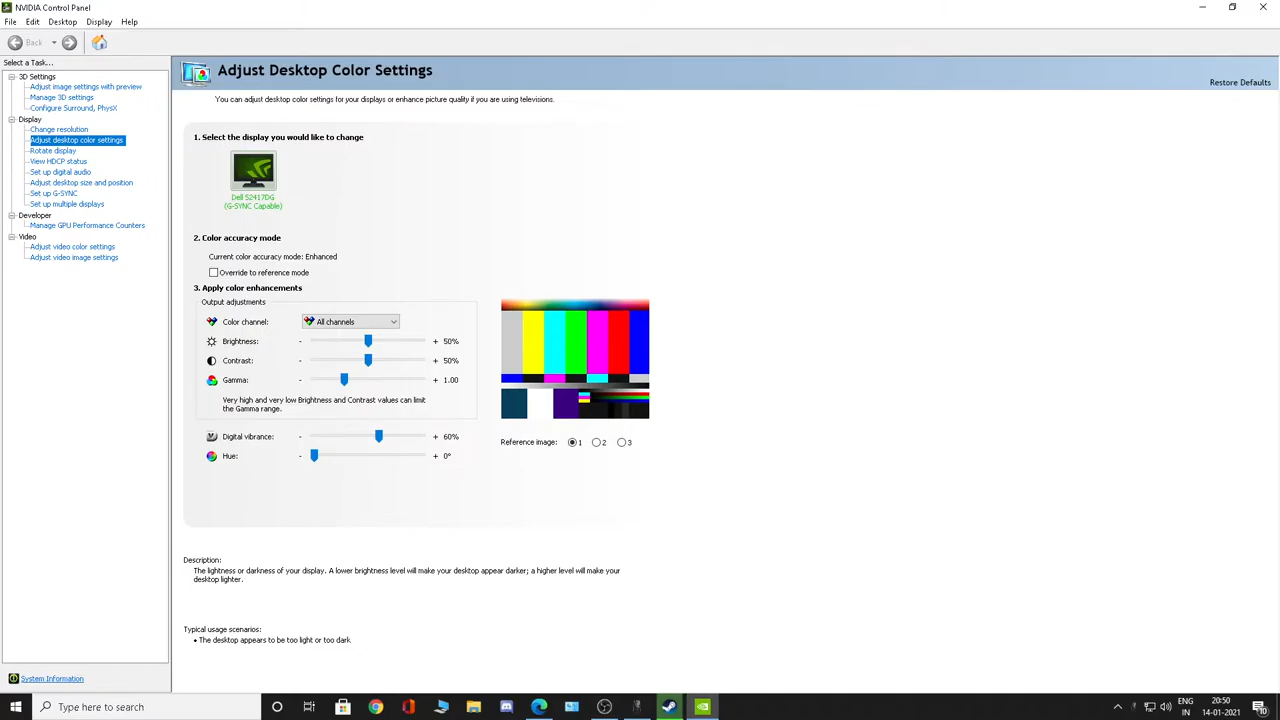 NVIDIA Control Panel
File Edit Desktop Display Help
Back
Select a Task...
3D Settings
Adjust image settings with preview
Manage 3D settings
Configure Surround, PhysX
Display
Change resolution
Adjust desktop color settings
Rotate display
View HDCP status
Set up digital audio
Adjust desktop size and position
Set up G-SYNC
Set up multiple displays
Developer
Manage GPU Performance Counters
Video
Adjust video color settings
Adjust video image settings
System Information
Adjust Desktop Color Settings
Restore Defaults
You can adjust desktop color settings for your displays or enhance picture quality if you are using televisions.
1. Select the display you would like to change
Dell S2417DG
(G-SYNC Capable)
2. Color accuracy mode
Current color accuracy mode: Enhanced
Override to reference mode
3. Apply color enhancements
Output adjustments
Color channel: All channels
Brightness: - + 50%
Contrast: - + 50%
Gamma: - + 1.00
Very high and very low Brightness and Contrast values can limit
the Gamma range.
Digital vibrance: - + 60%
Hue: - + 0°
Reference image: 1 2 3
Description:
The lightness or darkness of your display. A lower brightness level will make your desktop appear darker; a higher level will make your
desktop lighter.
Typical usage scenarios:
• The desktop appears to be too light or too dark
Type here to search
ENG
IN
20:50
14-01-2021
10